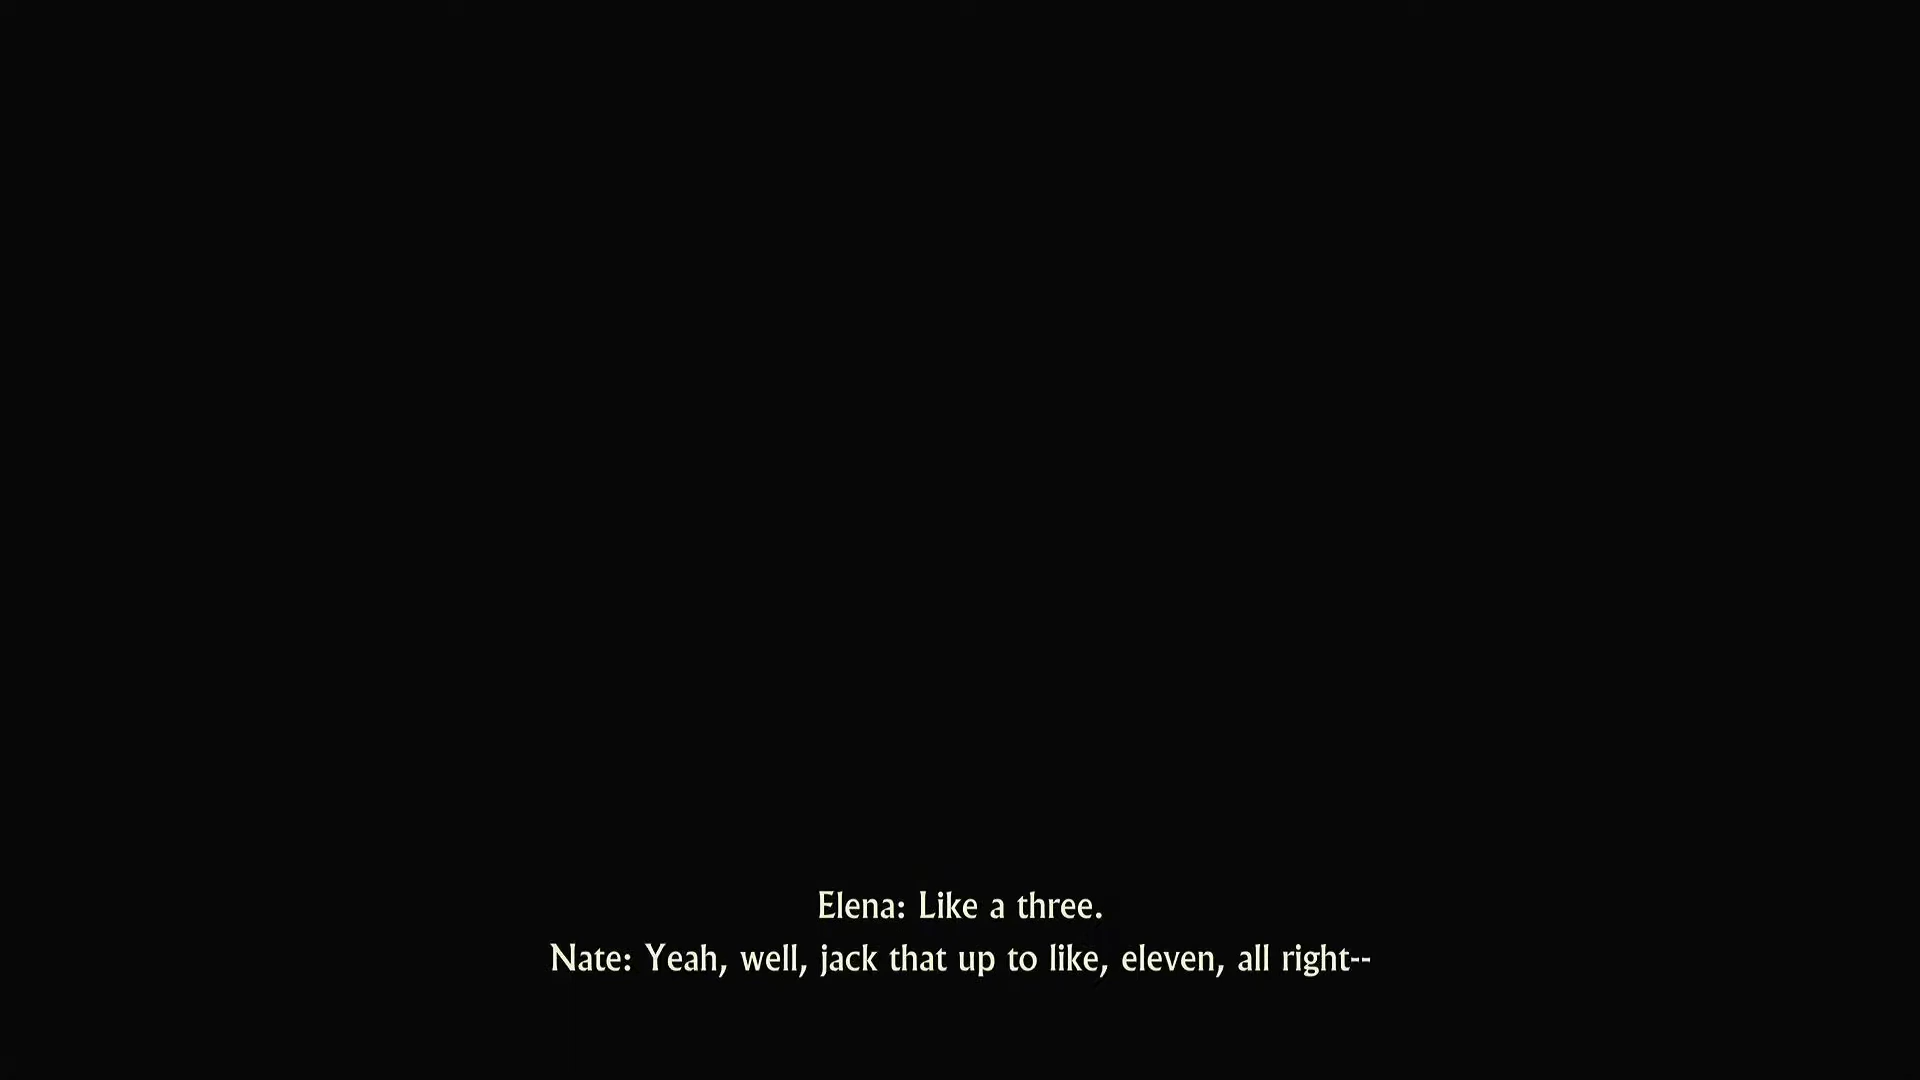 Elena: Like a three.
Nate: Yeah, well, jack that up to like, eleven, all right--